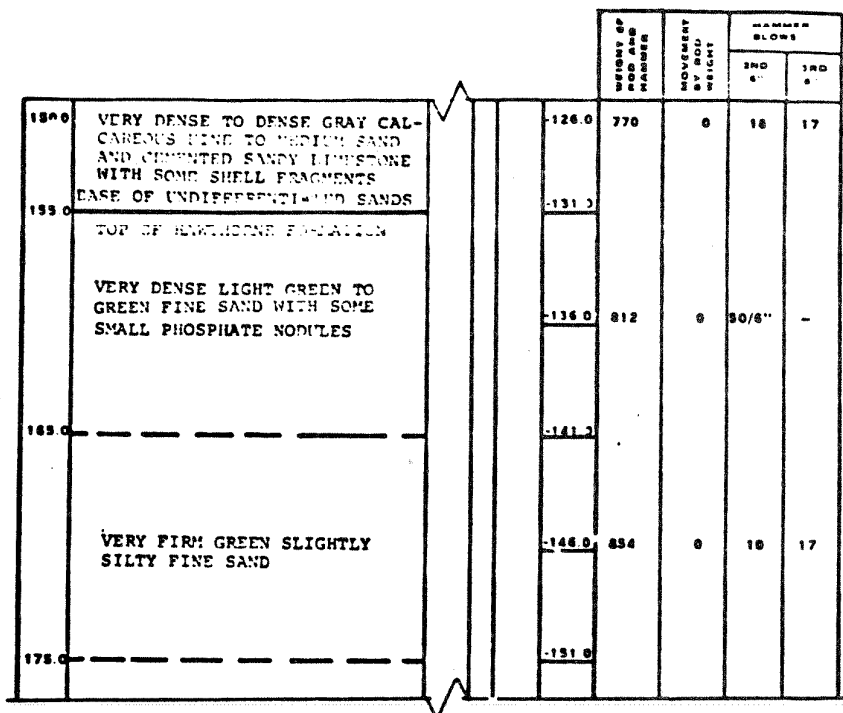 WEIGHT OF ROD AND HAMMER
MOVEMENT BY ROD WEIGHT
HAMMER BLOWS
2ND 6"
3RD 6"
VERY DENSE TO DENSE GRAY CAL-
CAREOUS FINE TO MEDIUM SAND
AND CEMENTED SANDY LIMESTONE
WITH SOME SHELL FRAGMENTS
BASE OF UNDIFFERENTIATED SANDS
-126.0 770 0 18 17
155.0 -131.0
TOP OF HAWTHORNE FORMATION
VERY DENSE LIGHT GREEN TO
GREEN FINE SAND WITH SOME
SMALL PHOSPHATE NODULES
-136.0 812 0 50/6" -
165.0 -141.0
VERY FIRM GREEN SLIGHTLY
SILTY FINE SAND
-146.0 854 0 10 17
175.0 -151.0